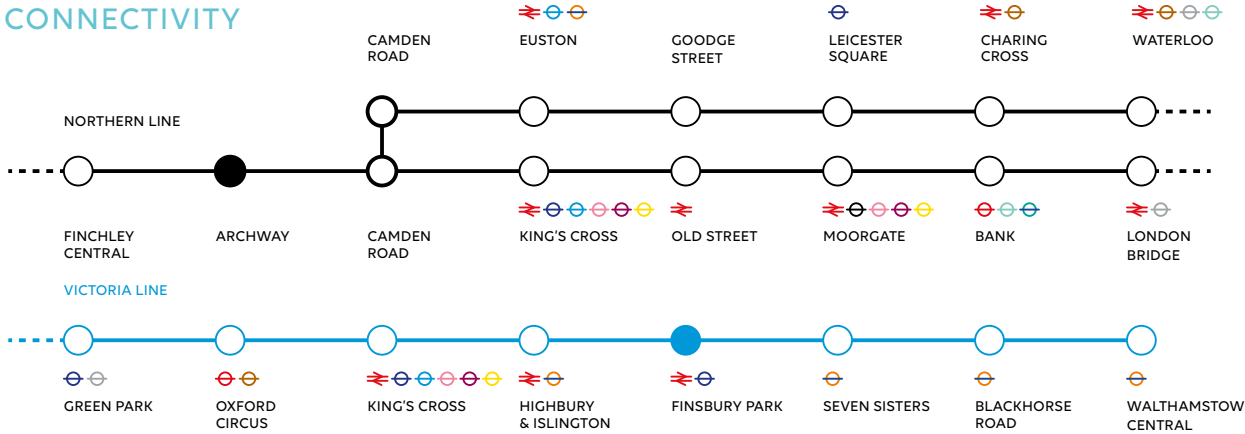 CONNECTIVITY
CAMDEN
ROAD
EUSTON
GOODGE
STREET
LEICESTER
SQUARE
CHARING
CROSS
WATERLOO
NORTHERN LINE
FINCHLEY
CENTRAL
ARCHWAY
CAMDEN
ROAD
KING'S CROSS
OLD STREET
MOORGATE
BANK
LONDON
BRIDGE
VICTORIA LINE
GREEN PARK
OXFORD
CIRCUS
KING'S CROSS
HIGHBURY
& ISLINGTON
FINSBURY PARK
SEVEN SISTERS
BLACKHORSE
ROAD
WALTHAMSTOW
CENTRAL